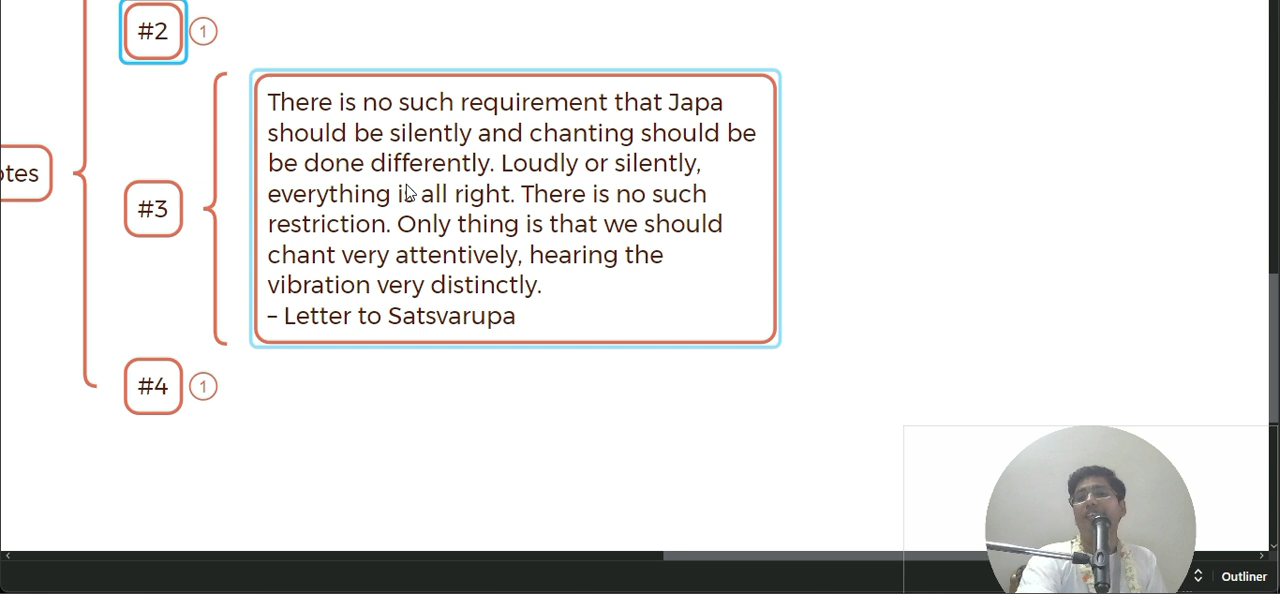 #2
1
There is no such requirement that Japa
should be silently and chanting should be
be done differently. Loudly or silently,
everything is all right. There is no such
restriction. Only thing is that we should
chant very attentively, hearing the
vibration very distinctly.
– Letter to Satsvarupa
otes
#3
#4
1
Outliner